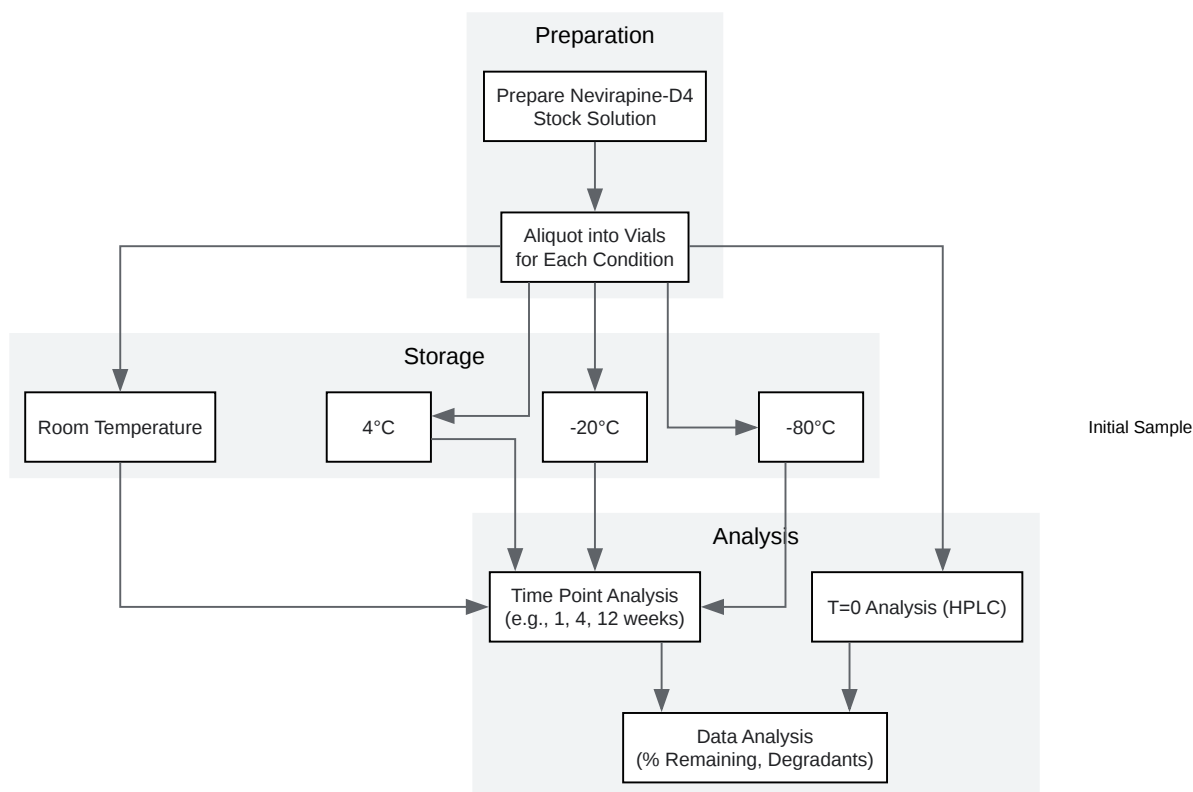 Preparation
Prepare Nevirapine-D4
Stock Solution
Aliquot into Vials
for Each Condition
Storage
Room Temperature
4°C
-20°C
-80°C
Initial Sample
Analysis
Time Point Analysis
(e.g., 1, 4, 12 weeks)
T=0 Analysis (HPLC)
Data Analysis
(% Remaining, Degradants)